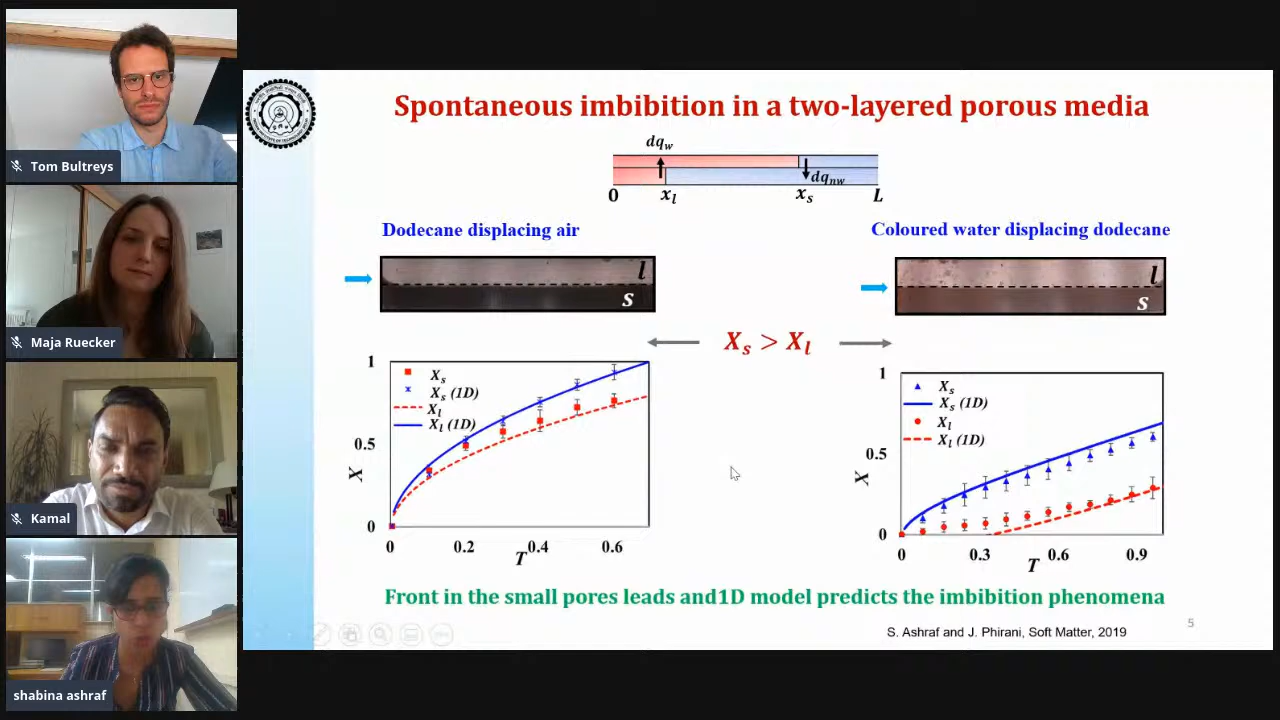 Tom Bultreys
Maja Ruecker
Kamal
shabina ashraf
Spontaneous imbibition in a two-layered porous media
dq_w
dq_nw
0 x_l x_s L
Dodecane displacing air
l
s
Coloured water displacing dodecane
l
s
X_s > X_l
1
0.5
0
X
X_s
X_s (1D)
X_l
X_l (1D)
0 0.2 0.4 0.6
T
1
0.5
0
X
X_s
X_s (1D)
X_l
X_l (1D)
0 0.3 0.6 0.9
T
Front in the small pores leads and1D model predicts the imbibition phenomena
S. Ashraf and J. Phirani, Soft Matter, 2019
5